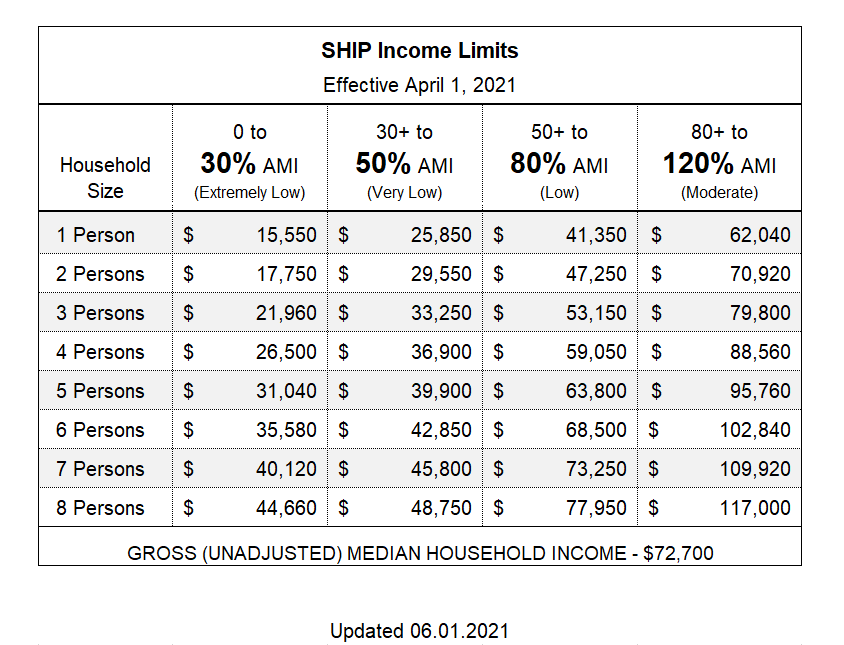 SHIP Income Limits
Effective April 1, 2021
Household Size
0 to 30% AMI (Extremely Low)
30+ to 50% AMI (Very Low)
50+ to 80% AMI (Low)
80+ to 120% AMI (Moderate)
1 Person $ 15,550 $ 25,850 $ 41,350 $ 62,040
2 Persons $ 17,750 $ 29,550 $ 47,250 $ 70,920
3 Persons $ 21,960 $ 33,250 $ 53,150 $ 79,800
4 Persons $ 26,500 $ 36,900 $ 59,050 $ 88,560
5 Persons $ 31,040 $ 39,900 $ 63,800 $ 95,760
6 Persons $ 35,580 $ 42,850 $ 68,500 $ 102,840
7 Persons $ 40,120 $ 45,800 $ 73,250 $ 109,920
8 Persons $ 44,660 $ 48,750 $ 77,950 $ 117,000
GROSS (UNADJUSTED) MEDIAN HOUSEHOLD INCOME - $72,700
Updated 06.01.2021